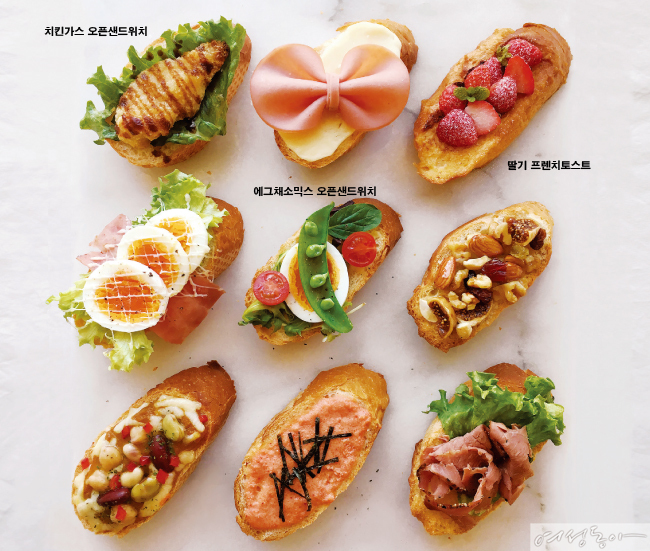 치킨가스 오픈샌드위치
딸기 프렌치토스트
에그채소믹스 오픈샌드위치
여성동아